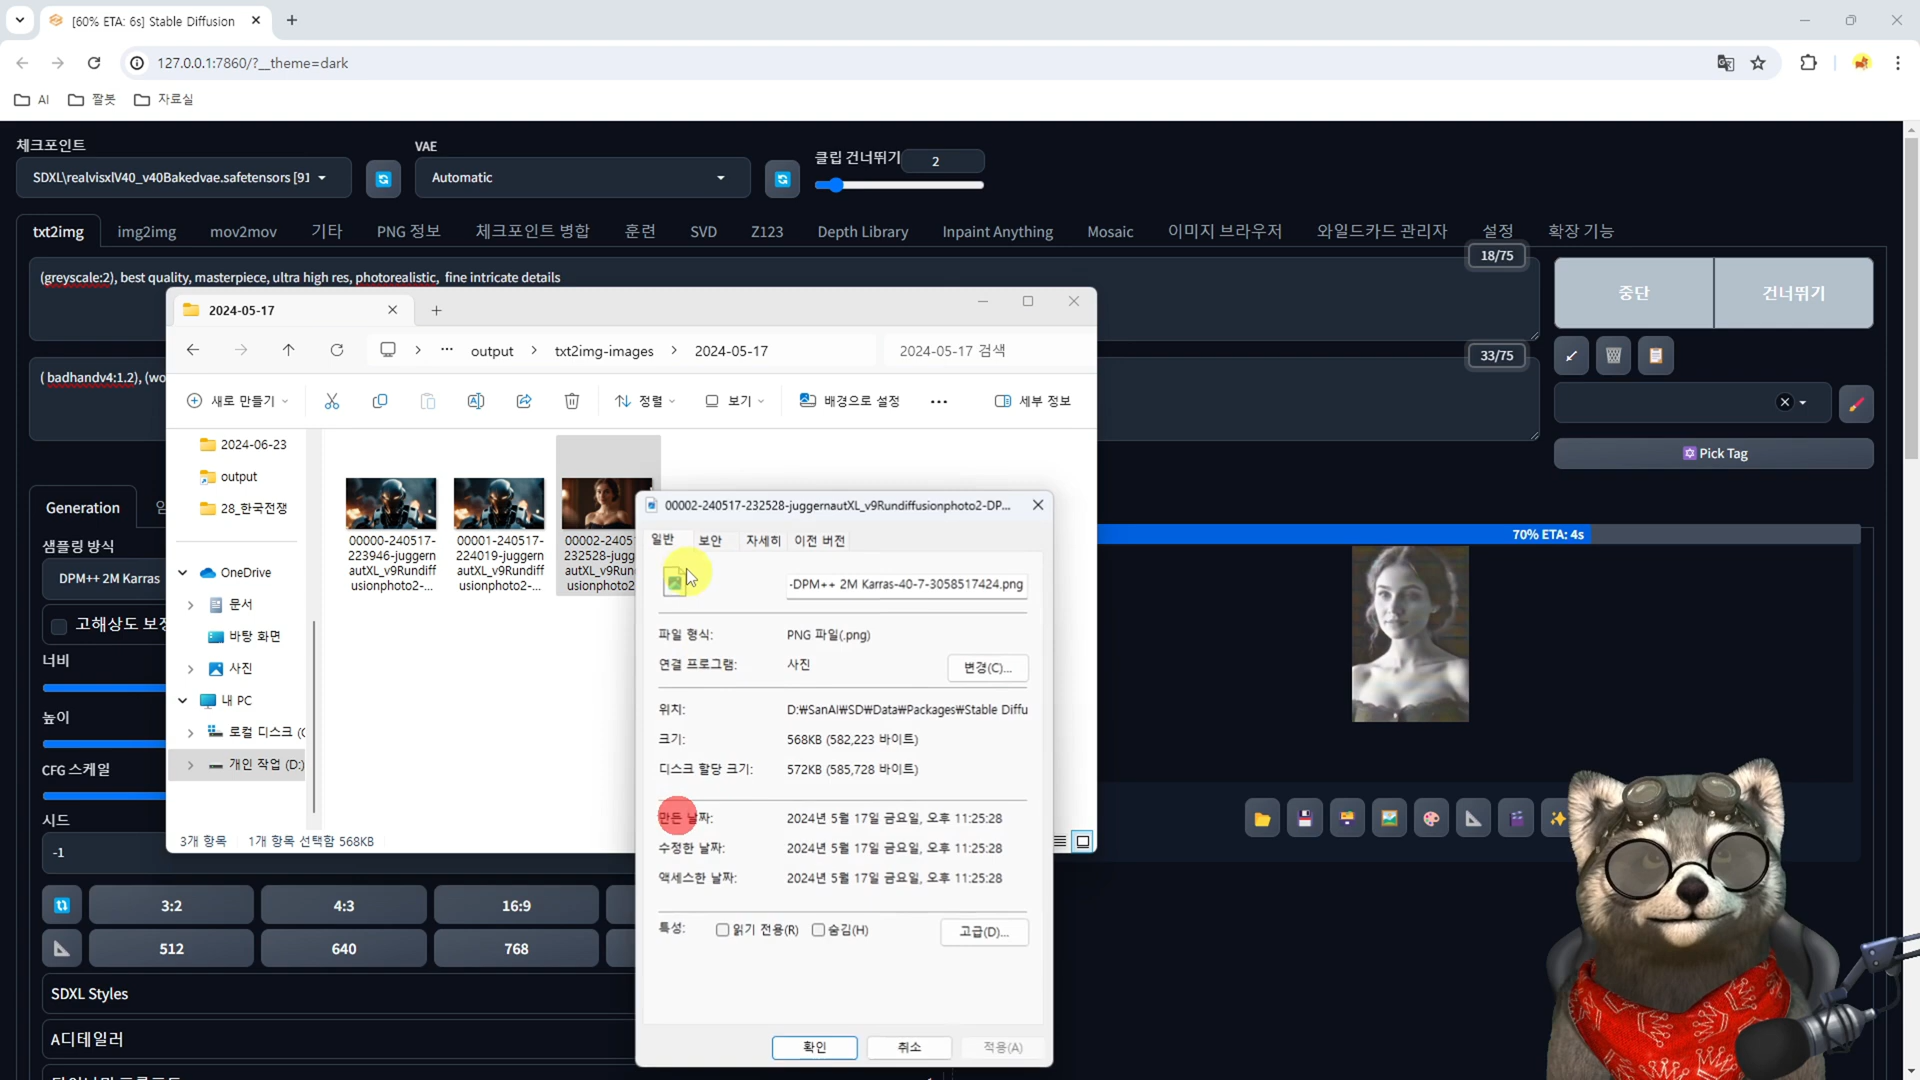 [60% ETA: 6s] Stable Diffusion
127.0.0.1:7860/?__theme=dark
AI
짤봇
자료실
체크포인트
VAE
클립 건너뛰기
2
SDXL\realvisxlV40_v40Bakedvae.safetensors [91
Automatic
txt2img
img2img
mov2mov
기타
PNG 정보
체크포인트 병합
훈련
SVD
Z123
Depth Library
Inpaint Anything
Mosaic
이미지 브라우저
와일드카드 관리자
설정
확장 기능
18/75
(greyscale:2), best quality, masterpiece, ultra high res, photorealistic, fine intricate details
중단
건너뛰기
33/75
( badhandv4:1.2), (wo
Pick Tag
2024-05-17
output
txt2img-images
2024-05-17
2024-05-17 검색
새로 만들기
정렬
보기
배경으로 설정
세부 정보
2024-06-23
output
28_한국전쟁
OneDrive
문서
바탕 화면
사진
내 PC
로컬 디스크 (C
개인 작업 (D:)
00000-240517-
223946-juggern
autXL_v9Rundiff
usionphoto2-...
00001-240517-
224019-juggern
autXL_v9Rundiff
usionphoto2-...
00002-2405
232528-jugg
autXL_v9Run
usionphoto2
3개 항목
1개 항목 선택함 568KB
Generation
샘플링 방식
DPM++ 2M Karras
고해상도 보정
너비
높이
CFG 스케일
시드
-1
3:2
4:3
16:9
512
640
768
SDXL Styles
A디테일러
70% ETA: 4s
00002-240517-232528-juggernautXL_v9Rundiffusionphoto2-DP...
일반
보안
자세히
이전 버전
-DPM++ 2M Karras-40-7-3058517424.png
파일 형식:
PNG 파일(.png)
연결 프로그램:
사진
변경(C)...
위치:
D:₩SanAI₩SD₩Data₩Packages₩Stable Diffu
크기:
568KB (582,223 바이트)
디스크 할당 크기:
572KB (585,728 바이트)
만든 날짜:
2024년 5월 17일 금요일, 오후 11:25:28
수정한 날짜:
2024년 5월 17일 금요일, 오후 11:25:28
액세스한 날짜:
2024년 5월 17일 금요일, 오후 11:25:28
특성:
읽기 전용(R)
숨김(H)
고급(D)...
확인
취소
적용(A)